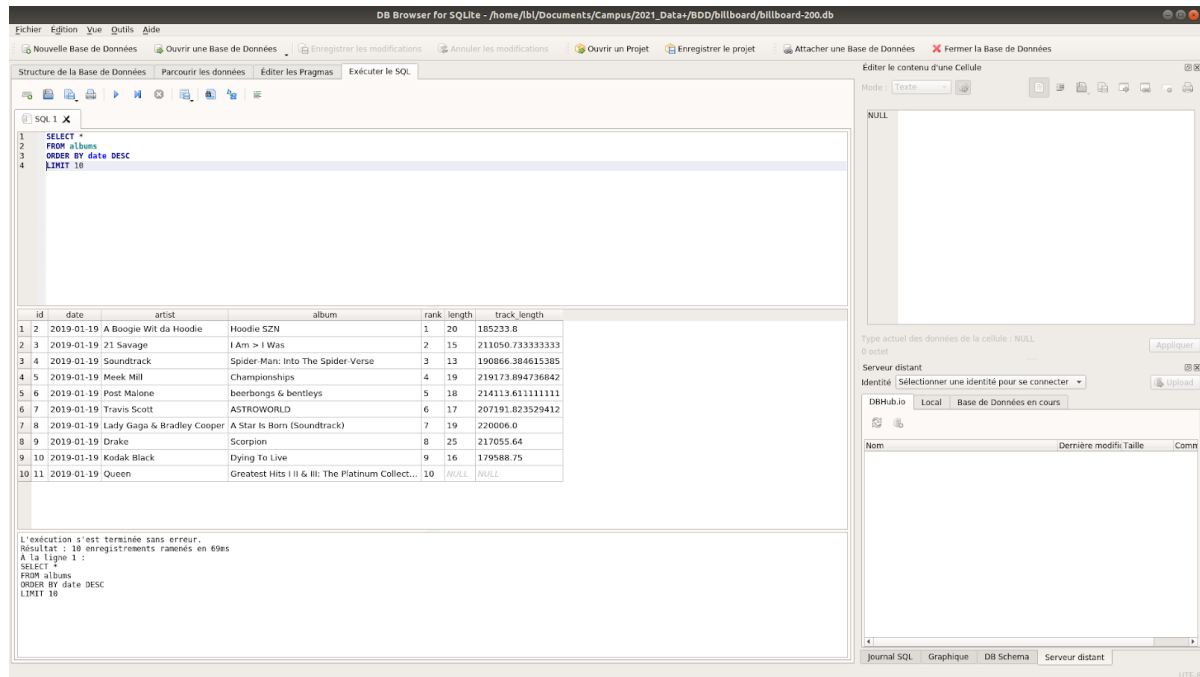 DB Browser for SQLite - /home/lbl/Documents/Campus/2021_Data+/BDD/billboard/billboard-200.db
Fichier Édition Vue Outils Aide
Nouvelle Base de Données Ouvrir une Base de Données Enregistrer les modifications Annuler les modifications Ouvrir un Projet Enregistrer le projet Attacher une Base de Données Fermer la Base de Données
Structure de la Base de Données Parcourir les données Éditer les Pragmas Exécuter le SQL
SQL 1
1 SELECT *
2 FROM albums
3 ORDER BY date DESC
4 LIMIT 10
id date artist album rank length track_length
1 2 2019-01-19 A Boogie Wit da Hoodie Hoodie SZN 1 20 185233.8
2 3 2019-01-19 21 Savage I Am > I Was 2 15 211050.733333333
3 4 2019-01-19 Soundtrack Spider-Man: Into The Spider-Verse 3 13 190866.384615385
4 5 2019-01-19 Meek Mill Championships 4 19 219173.894736842
5 6 2019-01-19 Post Malone beerbongs & bentleys 5 18 214113.611111111
6 7 2019-01-19 Travis Scott ASTROWORLD 6 17 207191.823529412
7 8 2019-01-19 Lady Gaga & Bradley Cooper A Star Is Born (Soundtrack) 7 19 220006.0
8 9 2019-01-19 Drake Scorpion 8 25 217055.64
9 10 2019-01-19 Kodak Black Dying To Live 9 16 179588.75
10 11 2019-01-19 Queen Greatest Hits I II & III: The Platinum Collect... 10 NULL NULL
L'exécution s'est terminée sans erreur.
Résultat : 10 enregistrements ramenés en 69ms
À la ligne 1 :
SELECT *
FROM albums
ORDER BY date DESC
LIMIT 10
Éditer le contenu d'une Cellule
Mode : Texte
NULL
Type actuel des données de la cellule : NULL
0 octet
Appliquer
Serveur distant
Identité Sélectionner une identité pour se connecter Upload
DBHub.io Local Base de Données en cours
Nom Dernière modific Taille Comm
Journal SQL Graphique DB Schema Serveur distant